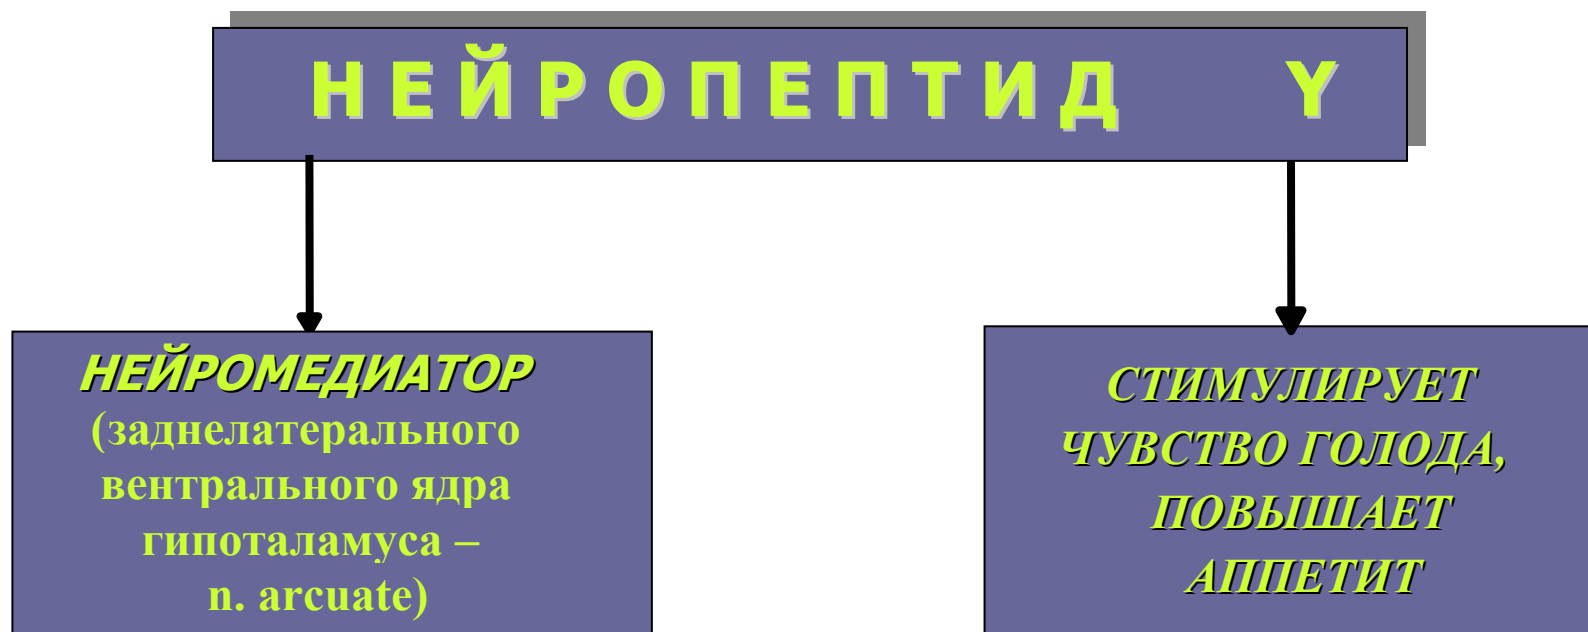 НЕЙРОПЕПТИД Y
НЕЙРОМЕДИАТОР
(заднелатерального
вентрального ядра
гипоталамуса –
n. arcuate)
СТИМУЛИРУЕТ
ЧУВСТВО ГОЛОДА,
ПОВЫШАЕТ
АППЕТИТ